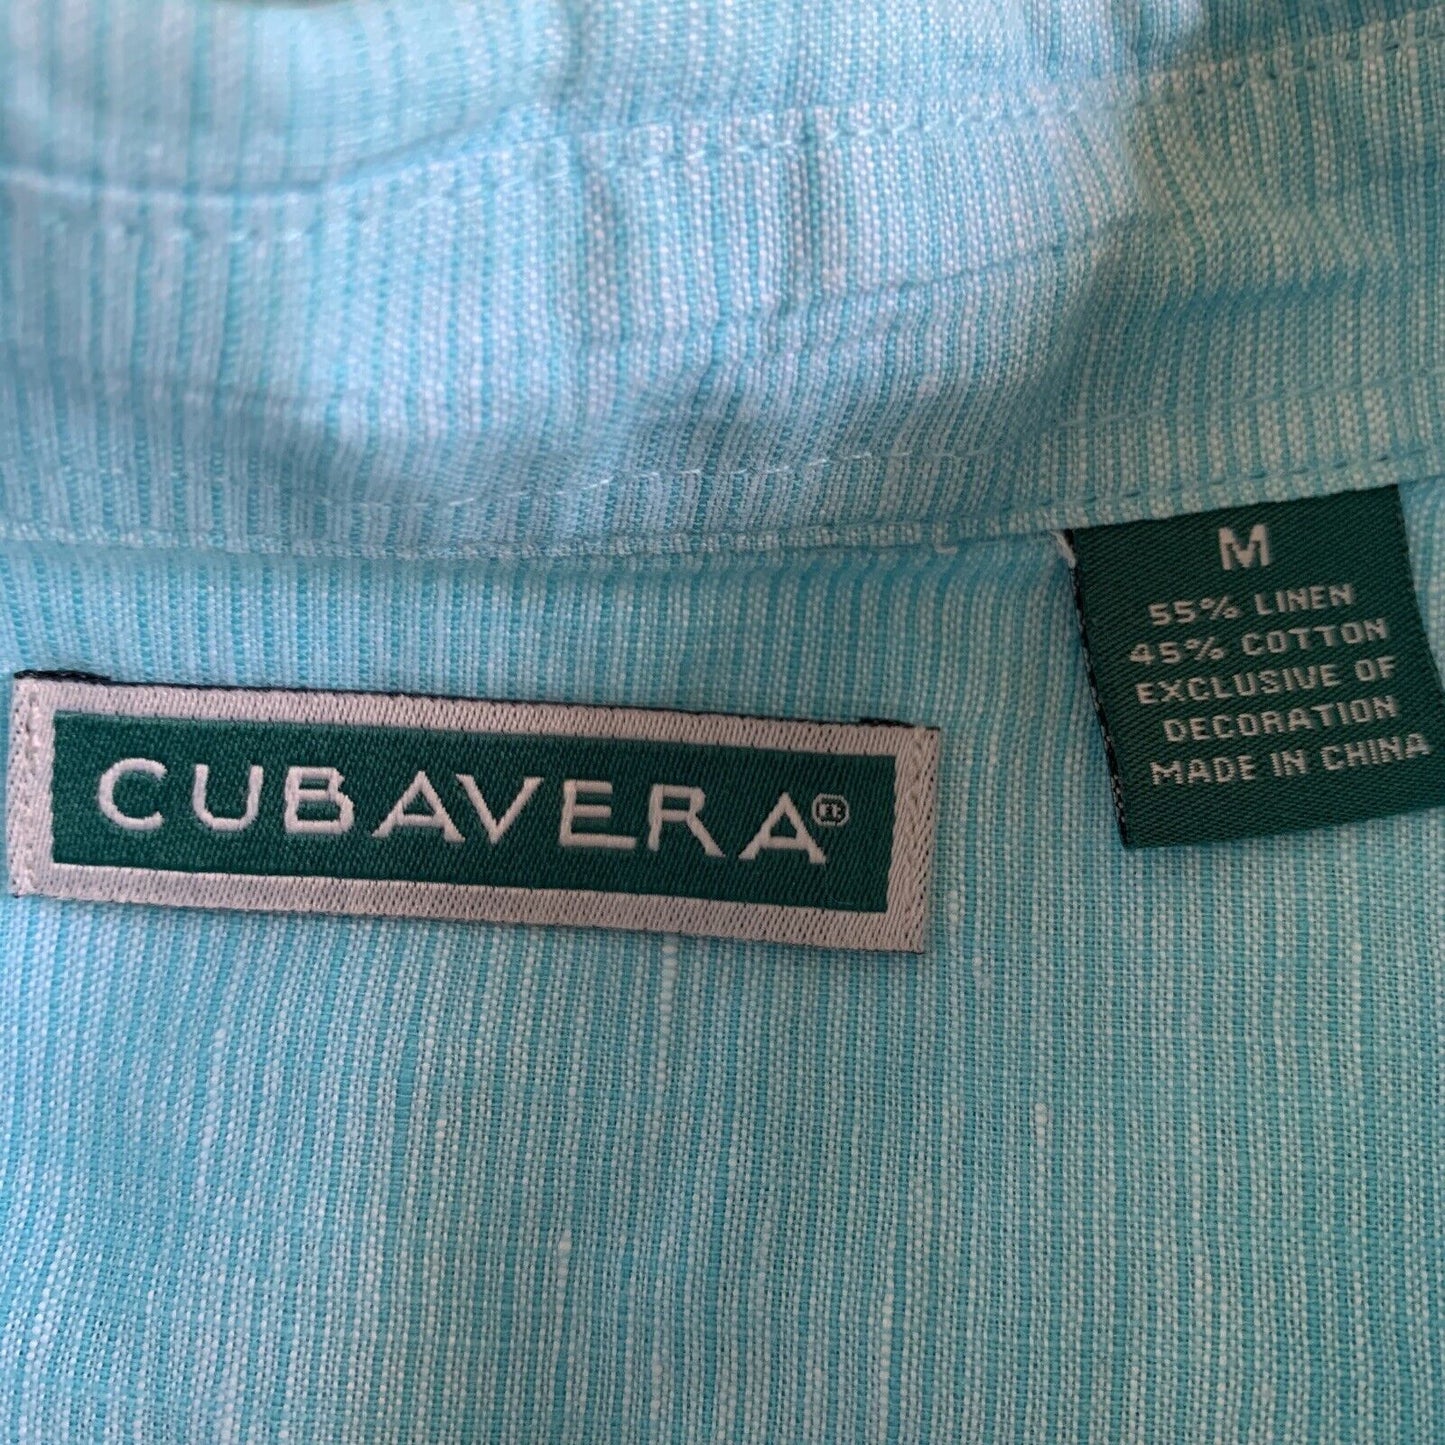 CUBAVERA®
M
55% LINEN
45% COTTON
EXCLUSIVE OF
DECORATION
MADE IN CHINA